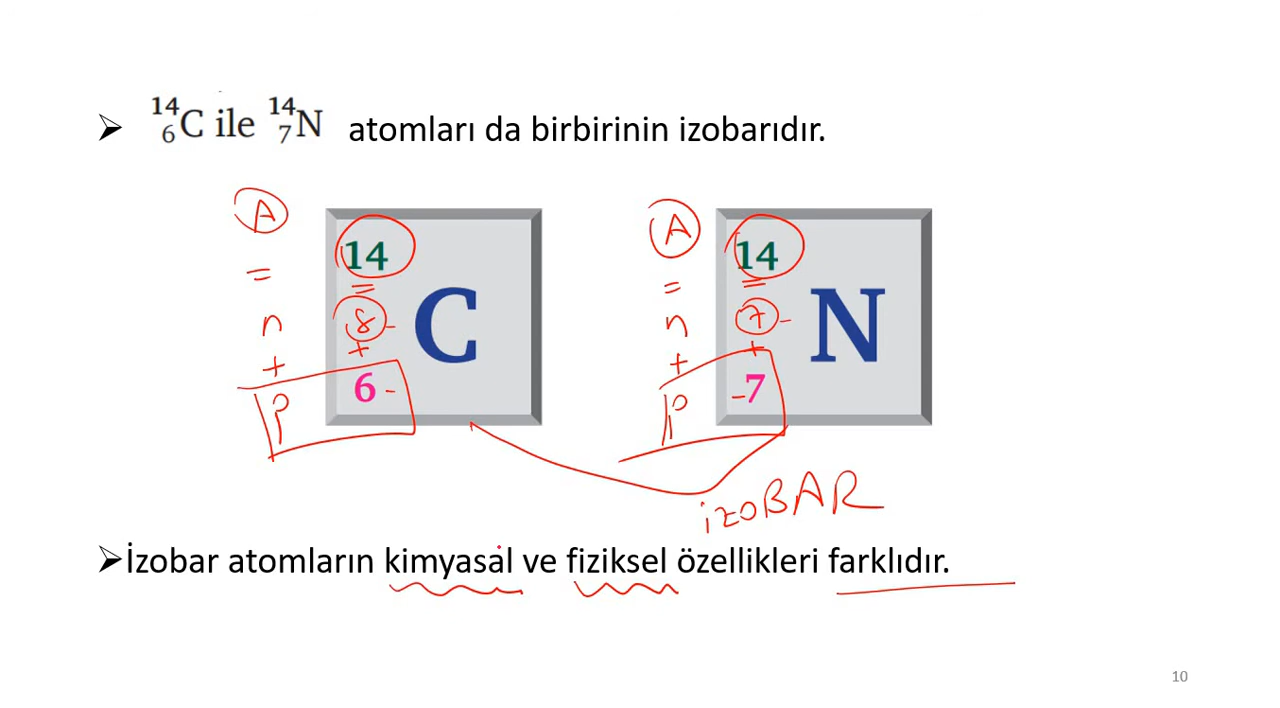 ➢ ¹⁴₆C ile ¹⁴₇N atomları da birbirinin izobarıdır.
A
=
n
+
p
14
=
8 -
+
6 -
C
A
=
n
+
p
14
=
7 -
+
-7
N
izoBAR
➢İzobar atomların kimyasal ve fiziksel özellikleri farklıdır.
10